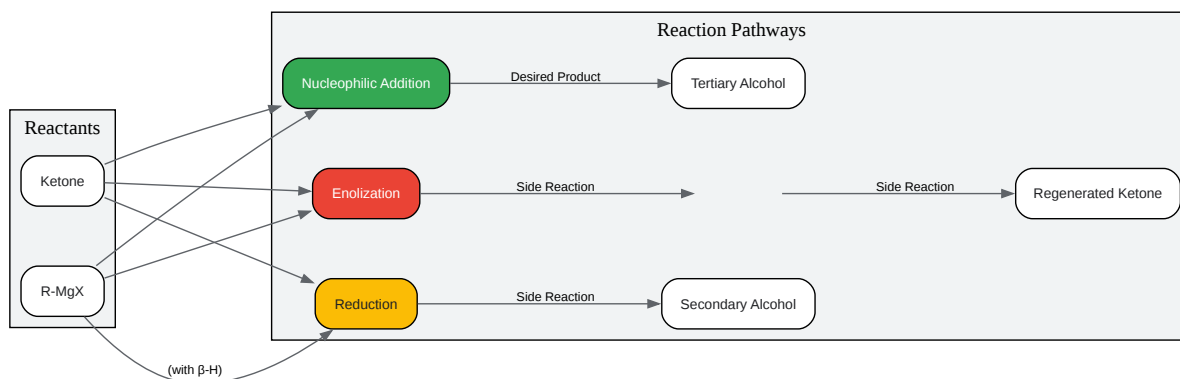 Reaction Pathways
Nucleophilic Addition
Desired Product
Tertiary Alcohol
Reactants
Ketone
Enolization
Side Reaction
Side Reaction
Regenerated Ketone
R-MgX
Reduction
Side Reaction
Secondary Alcohol
(with β-H)